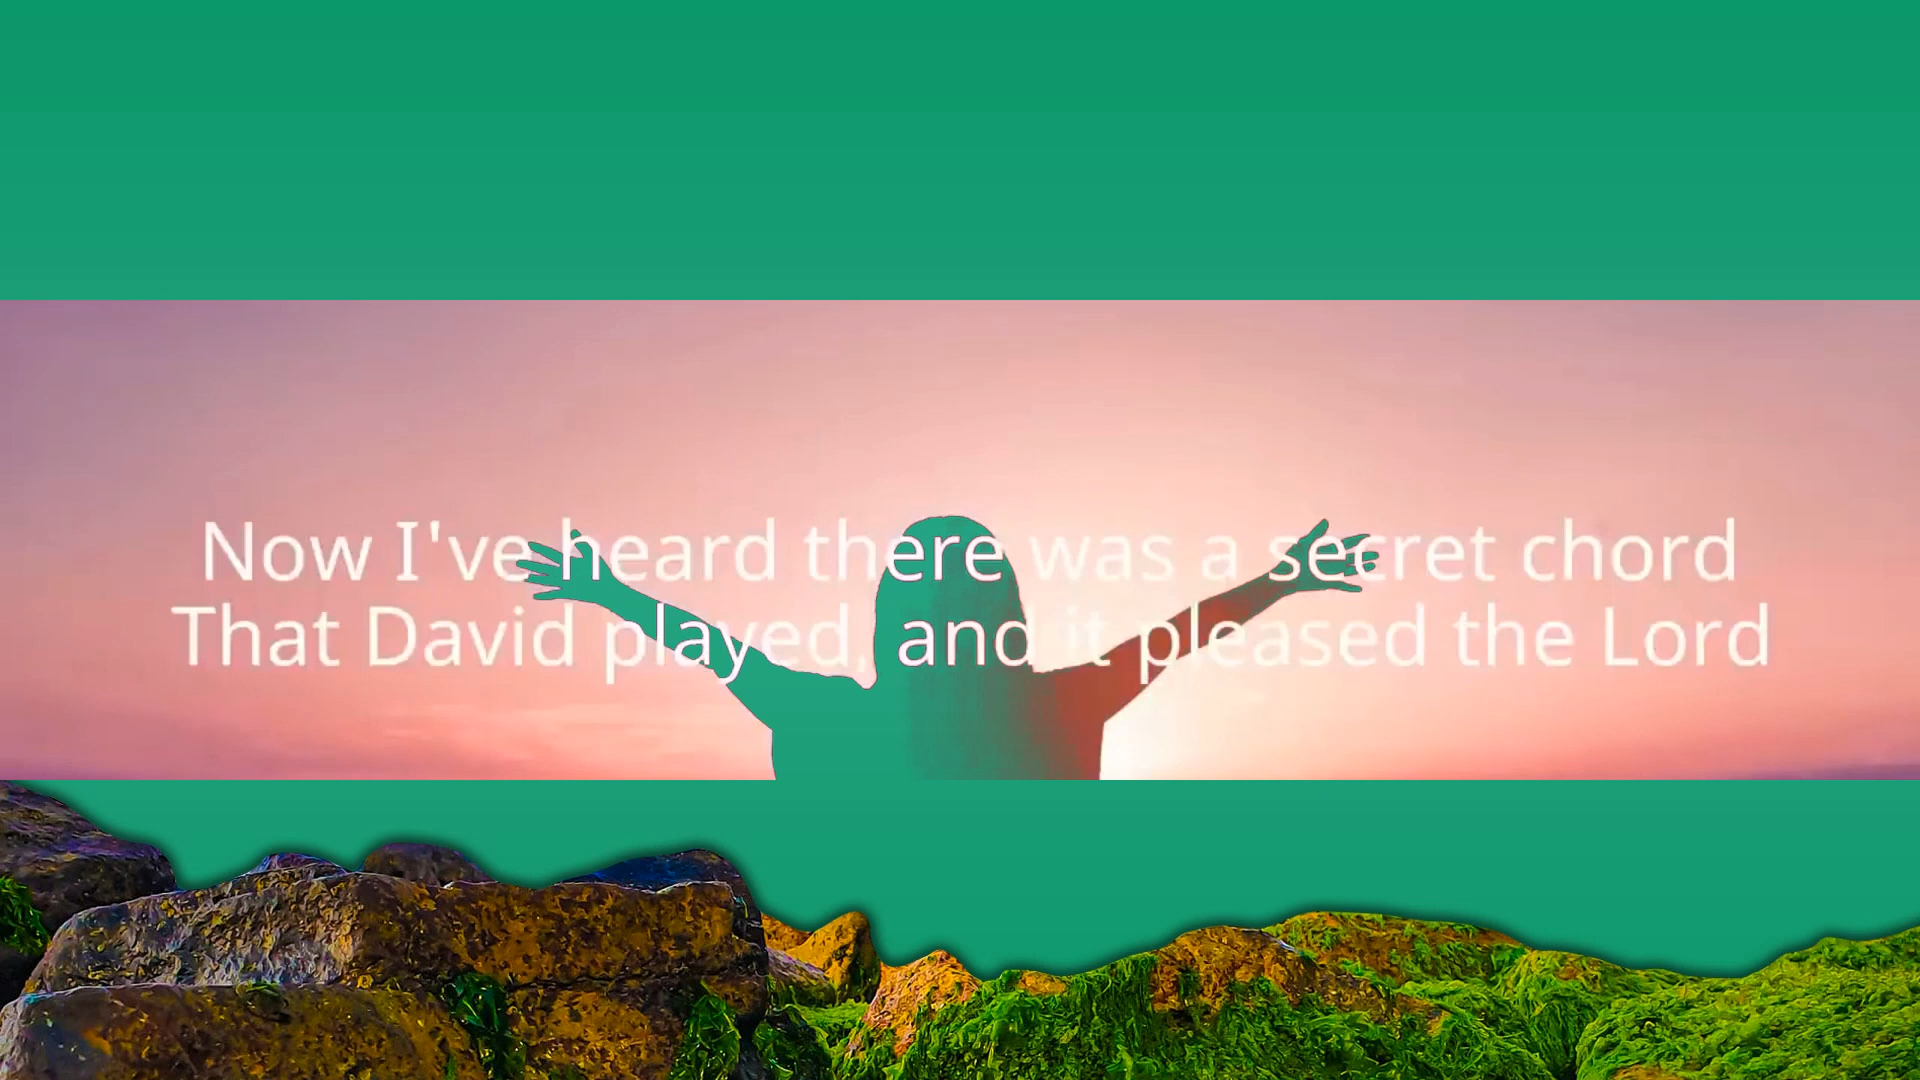 Now I've heard there was a secret chord
That David played, and it pleased the Lord